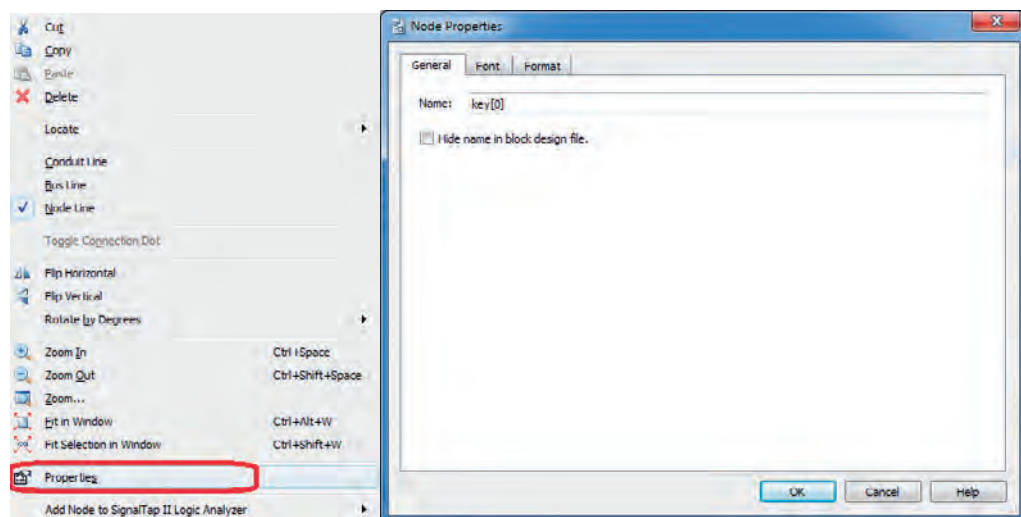 Cut
Copy
Paste
Delete
Locate
Conduit Line
Bus Line
Node Line
Toggle Connection Dot
Flip Horizontal
Flip Vertical
Rotate by Degrees
Zoom In Ctrl+Space
Zoom Out Ctrl+Shift+Space
Zoom...
Fit in Window Ctrl+Alt+W
Fit Selection in Window Ctrl+Shift+W
Properties
Add Node to SignalTap II Logic Analyzer
Node Properties
General Font Format
Name: key[0]
Hide name in block design file.
OK Cancel Help